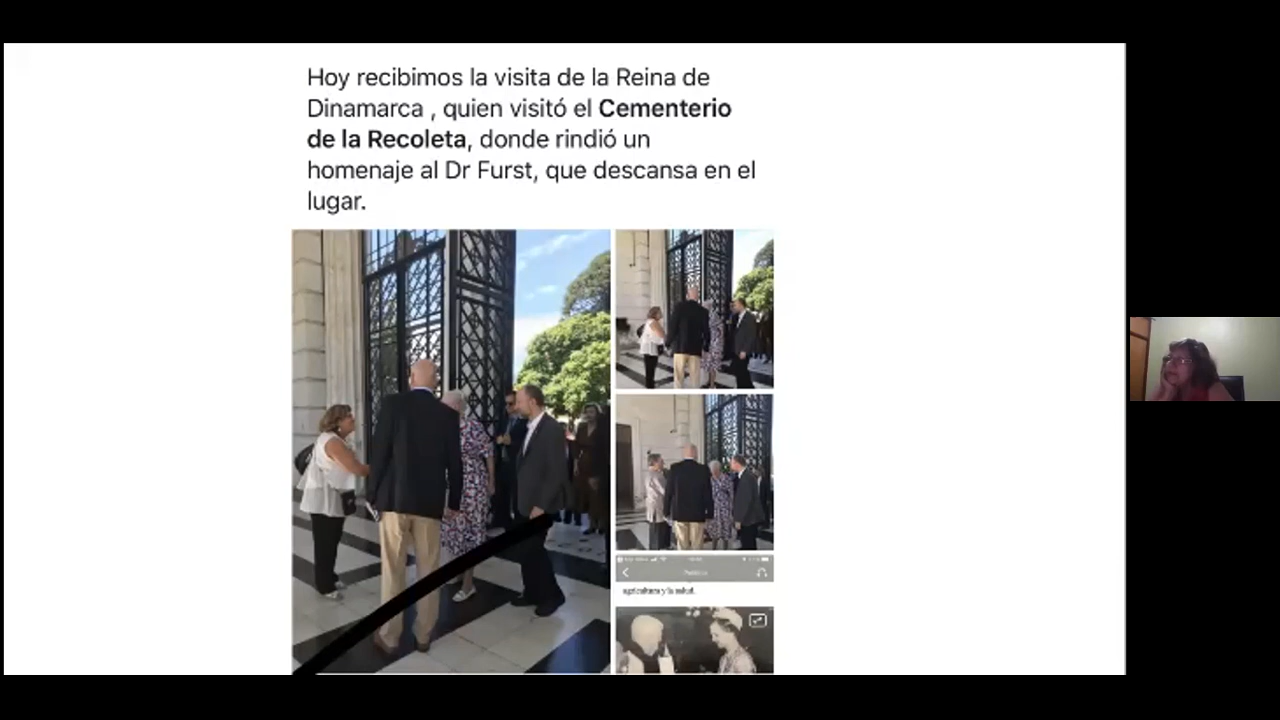 Hoy recibimos la visita de la Reina de
Dinamarca , quien visitó el Cementerio
de la Recoleta, donde rindió un
homenaje al Dr Furst, que descansa en el
lugar.
agricultura y la salud.